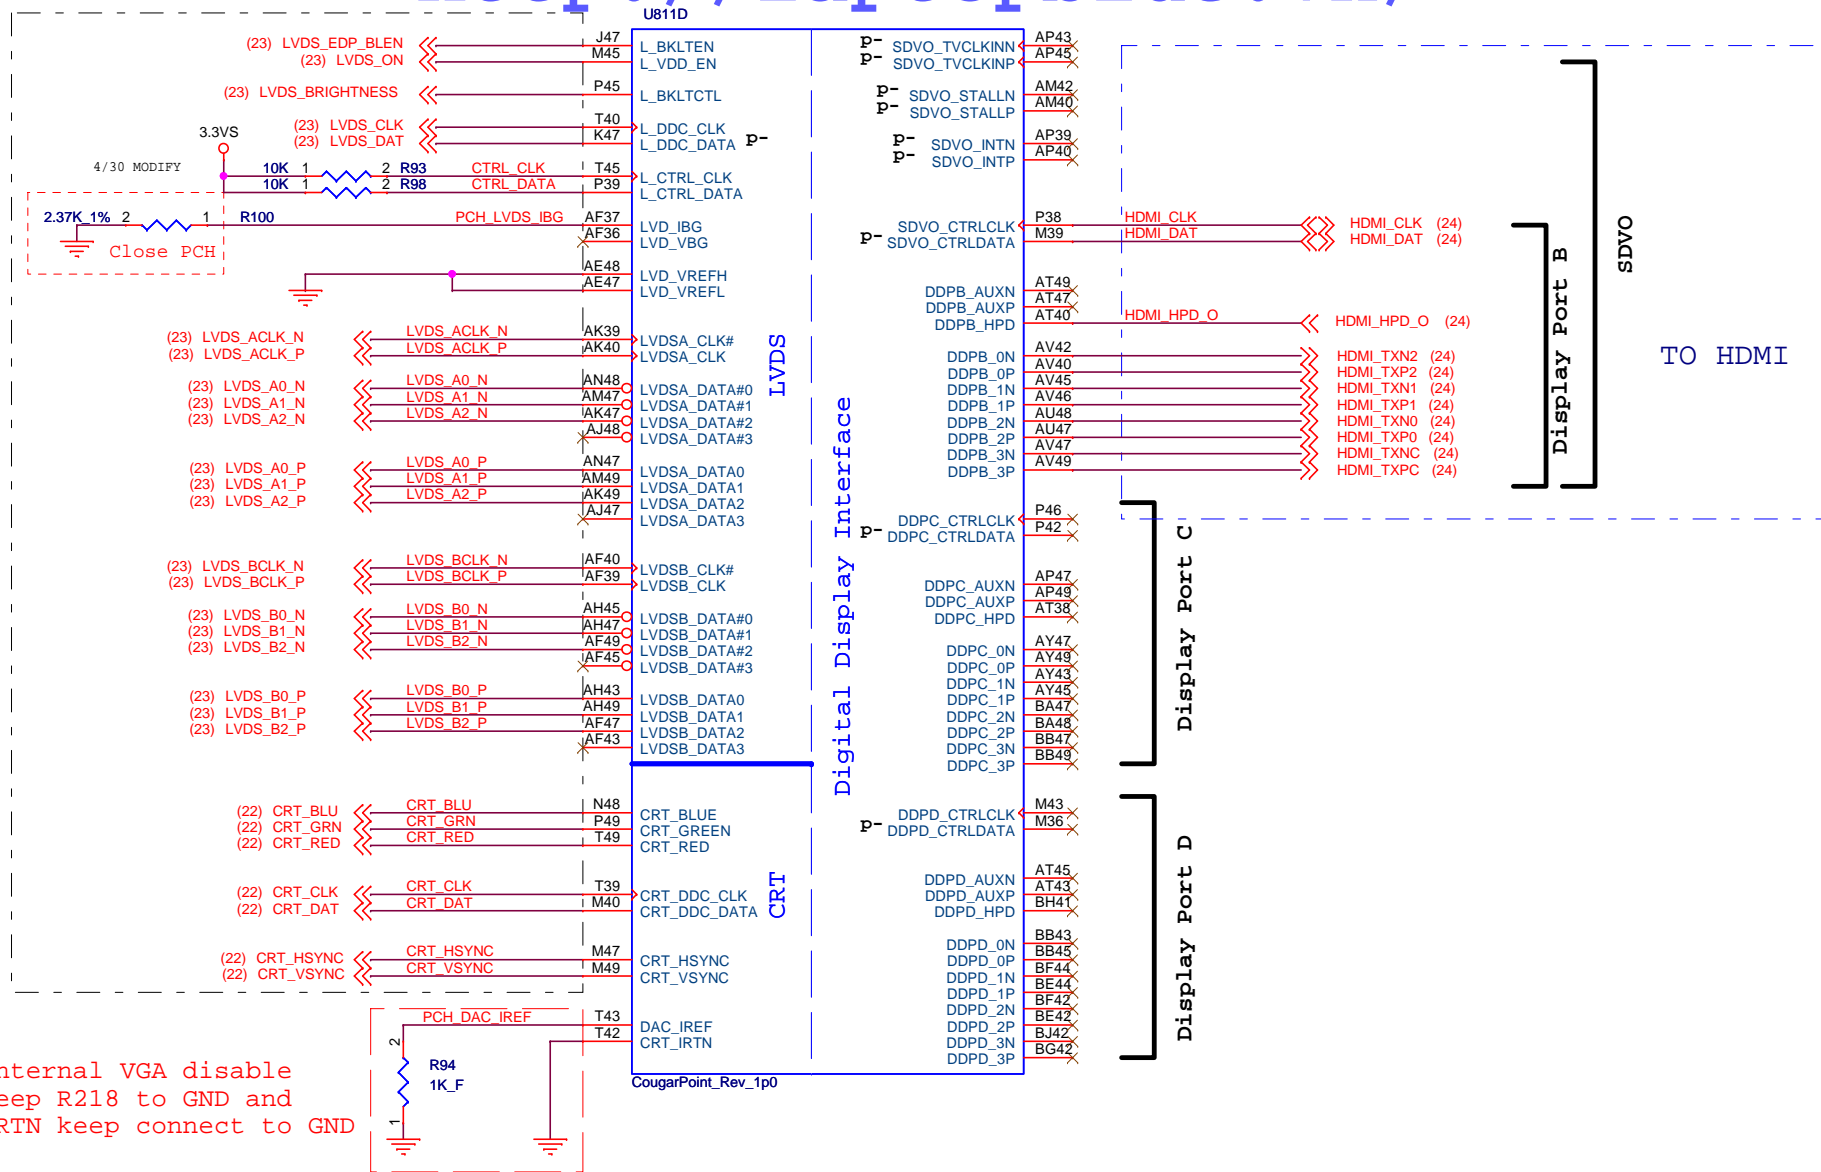 U811D
(23) LVDS_EDP_BLEN J47 L_BKLTEN
(23) LVDS_ON M45 L_VDD_EN
(23) LVDS_BRIGHTNESS P45 L_BKLTCTL
(23) LVDS_CLK T40 L_DDC_CLK
(23) LVDS_DAT K47 L_DDC_DATA p-
3.3VS
4/30 MODIFY
10K 1 2 R93 CTRL_CLK T45 L_CTRL_CLK
10K 1 2 R98 CTRL_DATA P39 L_CTRL_DATA
2.37K_1% 2 1 R100 PCH_LVDS_IBG AF37 LVD_IBG
AF36 LVD_VBG
Close PCH
AE48 LVD_VREFH
AE47 LVD_VREFL
(23) LVDS_ACLK_N LVDS_ACLK_N AK39 LVDSA_CLK#
(23) LVDS_ACLK_P LVDS_ACLK_P AK40 LVDSA_CLK
(23) LVDS_A0_N LVDS_A0_N AN48 LVDSA_DATA#0
(23) LVDS_A1_N LVDS_A1_N AM47 LVDSA_DATA#1
(23) LVDS_A2_N LVDS_A2_N AK47 LVDSA_DATA#2
AJ48 LVDSA_DATA#3
(23) LVDS_A0_P LVDS_A0_P AN47 LVDSA_DATA0
(23) LVDS_A1_P LVDS_A1_P AM49 LVDSA_DATA1
(23) LVDS_A2_P LVDS_A2_P AK49 LVDSA_DATA2
AJ47 LVDSA_DATA3
(23) LVDS_BCLK_N LVDS_BCLK_N AF40 LVDSB_CLK#
(23) LVDS_BCLK_P LVDS_BCLK_P AF39 LVDSB_CLK
(23) LVDS_B0_N LVDS_B0_N AH45 LVDSB_DATA#0
(23) LVDS_B1_N LVDS_B1_N AH47 LVDSB_DATA#1
(23) LVDS_B2_N LVDS_B2_N AF49 LVDSB_DATA#2
AF45 LVDSB_DATA#3
(23) LVDS_B0_P LVDS_B0_P AH43 LVDSB_DATA0
(23) LVDS_B1_P LVDS_B1_P AH49 LVDSB_DATA1
(23) LVDS_B2_P LVDS_B2_P AF47 LVDSB_DATA2
AF43 LVDSB_DATA3
LVDS
(22) CRT_BLU CRT_BLU N48 CRT_BLUE
(22) CRT_GRN CRT_GRN P49 CRT_GREEN
(22) CRT_RED CRT_RED T49 CRT_RED
(22) CRT_CLK CRT_CLK T39 CRT_DDC_CLK
(22) CRT_DAT CRT_DAT M40 CRT_DDC_DATA
(22) CRT_HSYNC CRT_HSYNC M47 CRT_HSYNC
(22) CRT_VSYNC CRT_VSYNC M49 CRT_VSYNC
CRT
PCH_DAC_IREF T43 DAC_IREF
T42 CRT_IRTN
2 R94 1K_F 1
nternal VGA disable
eep R218 to GND and
RTN keep connect to GND
CougarPoint_Rev_1p0
Digital Display Interface
p- SDVO_TVCLKINN AP43
p- SDVO_TVCLKINP AP45
p- SDVO_STALLN AM42
p- SDVO_STALLP AM40
p- SDVO_INTN AP39
p- SDVO_INTP AP40
SDVO_CTRLCLK P38 HDMI_CLK HDMI_CLK (24)
p- SDVO_CTRLDATA M39 HDMI_DAT HDMI_DAT (24)
DDPB_AUXN AT49
DDPB_AUXP AT47
DDPB_HPD AT40 HDMI_HPD_O HDMI_HPD_O (24)
DDPB_0N AV42 HDMI_TXN2 (24)
DDPB_0P AV40 HDMI_TXP2 (24)
DDPB_1N AV45 HDMI_TXN1 (24)
DDPB_1P AV46 HDMI_TXP1 (24)
DDPB_2N AU48 HDMI_TXN0 (24)
DDPB_2P AU47 HDMI_TXP0 (24)
DDPB_3N AV47 HDMI_TXNC (24)
DDPB_3P AV49 HDMI_TXPC (24)
Display Port B
SDVO
TO HDMI
DDPC_CTRLCLK P46
p- DDPC_CTRLDATA P42
DDPC_AUXN AP47
DDPC_AUXP AP49
DDPC_HPD AT38
DDPC_0N AY47
DDPC_0P AY49
DDPC_1N AY43
DDPC_1P AY45
DDPC_2N BA47
DDPC_2P BA48
DDPC_3N BB47
DDPC_3P BB49
Display Port C
DDPD_CTRLCLK M43
p- DDPD_CTRLDATA M36
DDPD_AUXN AT45
DDPD_AUXP AT43
DDPD_HPD BH41
DDPD_0N BB43
DDPD_0P BB45
DDPD_1N BF44
DDPD_1P BE44
DDPD_2N BF42
DDPD_2P BE42
DDPD_3N BJ42
DDPD_3P BG42
Display Port D